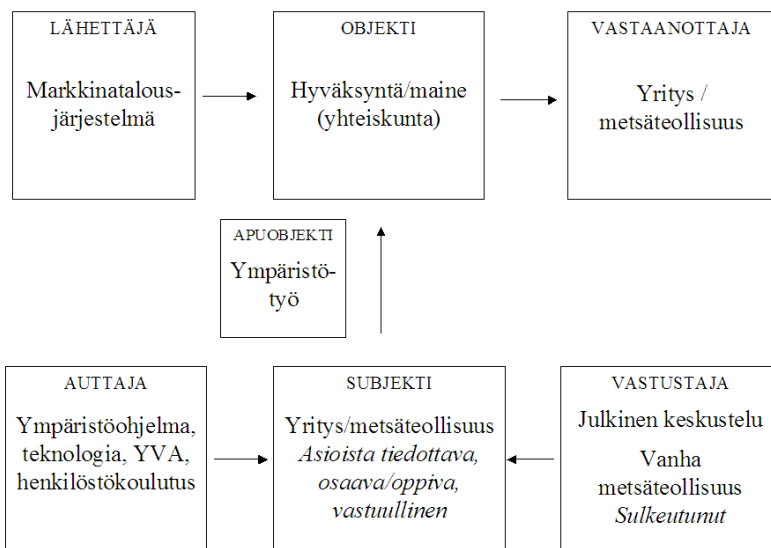 LÄHETTÄJÄ
Markkinatalous-
järjestelmä
OBJEKTI
Hyväksyntä/maine
(yhteiskunta)
VASTAANOTTAJA
Yritys /
metsäteollisuus
APUOBJEKTI
Ympäristö-
työ
AUTTAJA
Ympäristöohjelma,
teknologia, YVA,
henkilöstökoulutus
SUBJEKTI
Yritys/metsäteollisuus
Asioista tiedottava,
osaava/oppiva,
vastuullinen
VASTUSTAJA
Julkinen keskustelu
Vanha
metsäteollisuus
Sulkeutunut